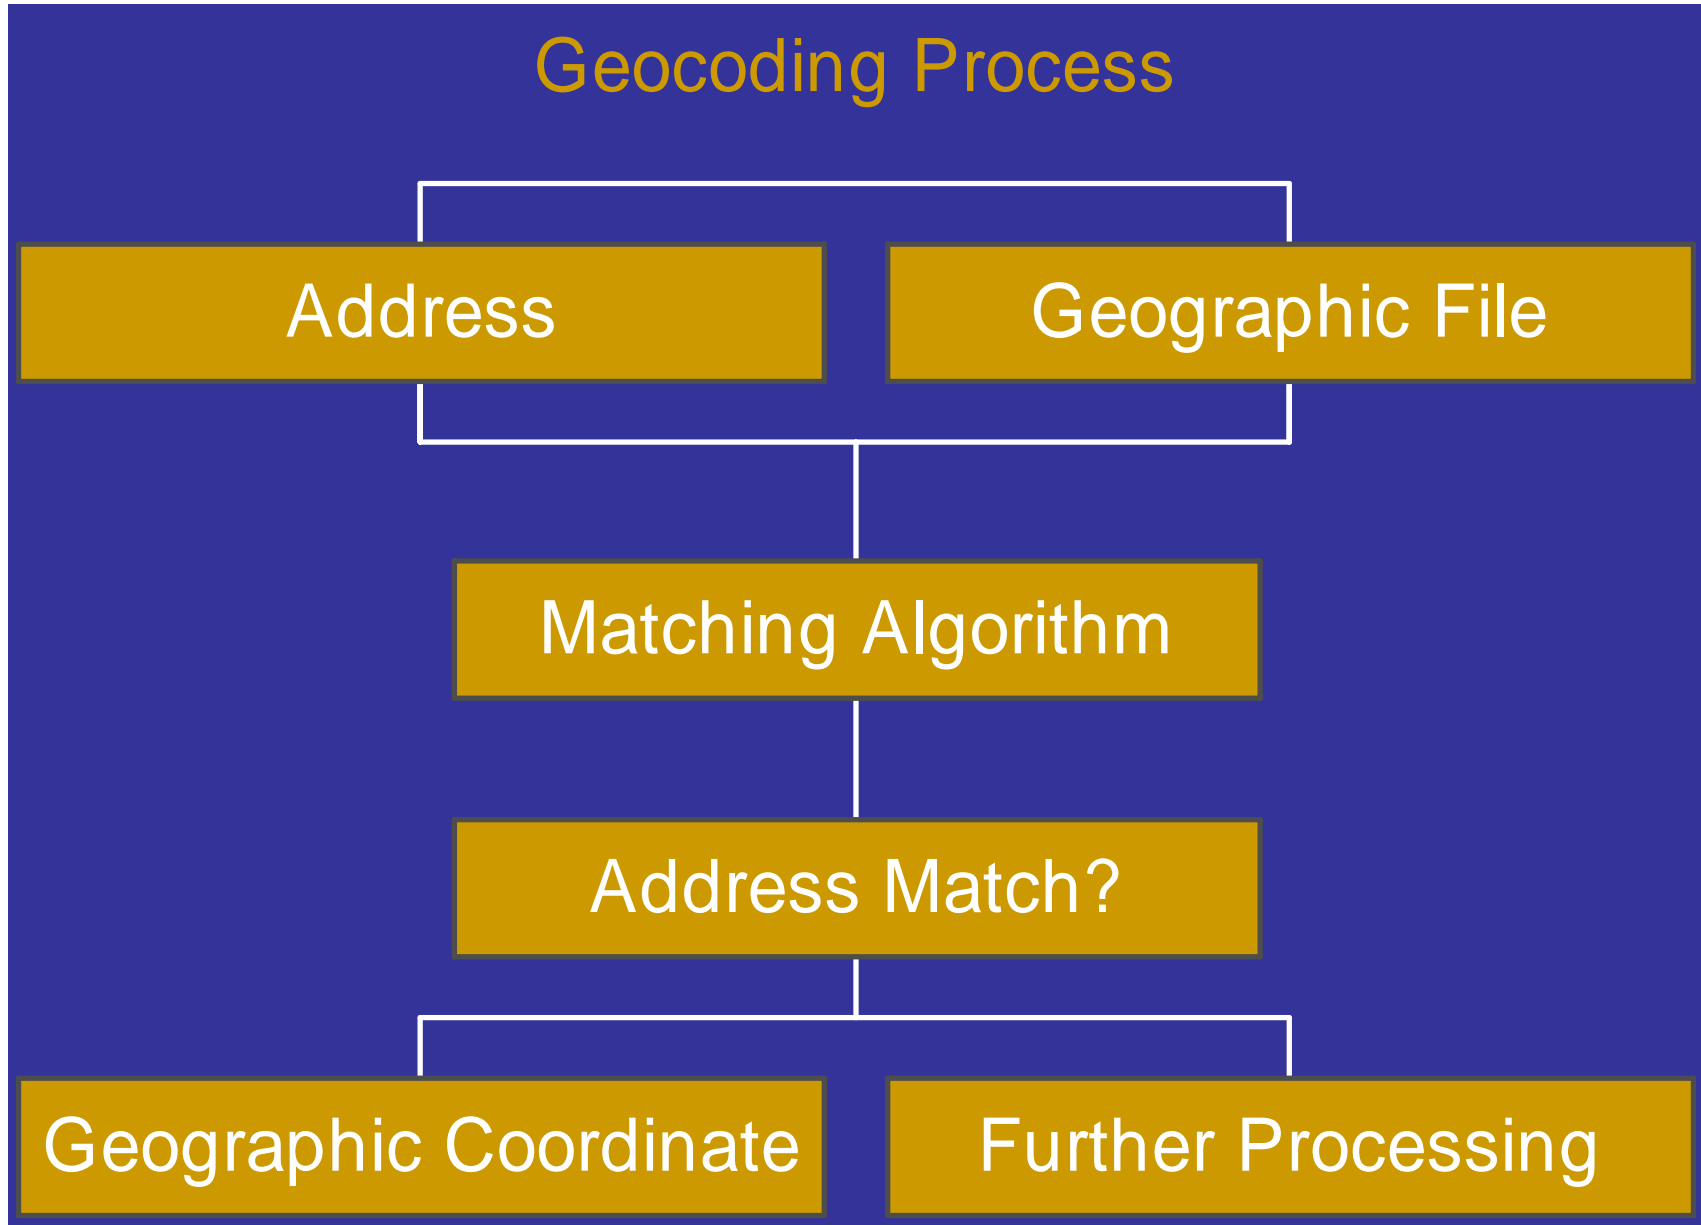 Geocoding Process
Address
Geographic File
Matching Algorithm
Address Match?
Geographic Coordinate
Further Processing